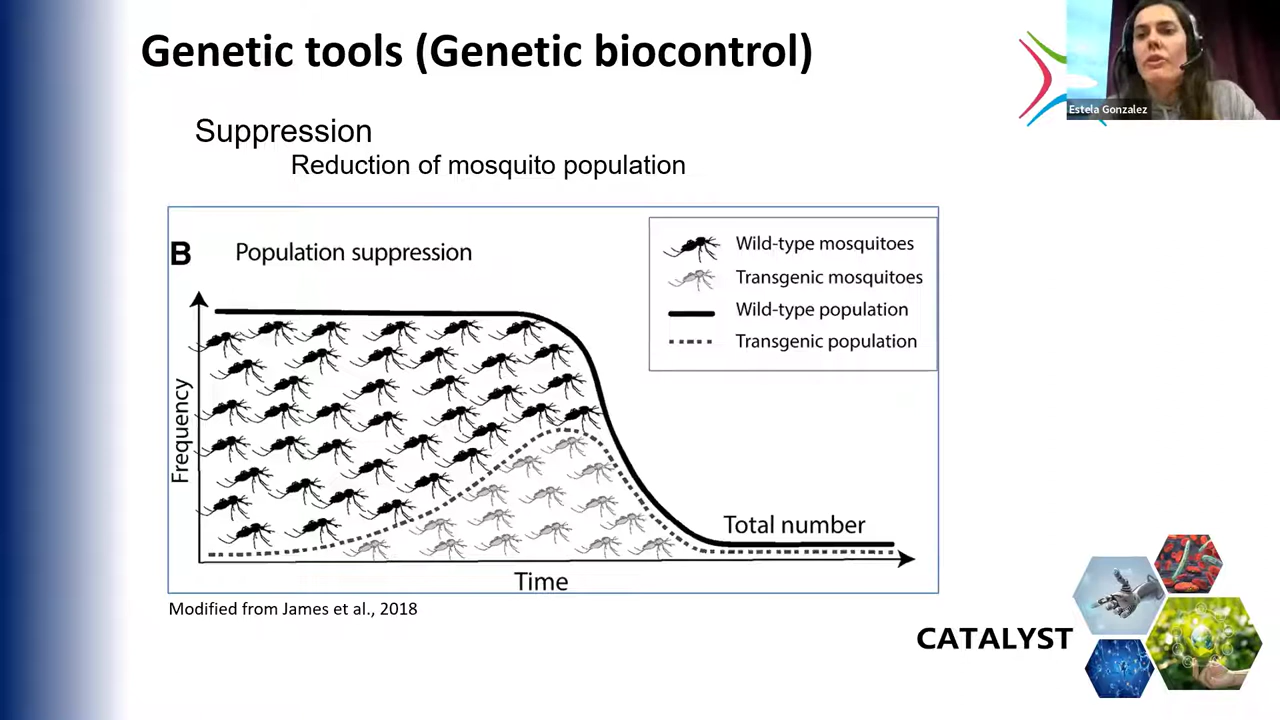 Genetic tools (Genetic biocontrol)
Estela Gonzalez
Suppression
Reduction of mosquito population
B Population suppression
Wild-type mosquitoes
Transgenic mosquitoes
Wild-type population
Transgenic population
Frequency
Total number
Time
Modified from James et al., 2018
CATALYST